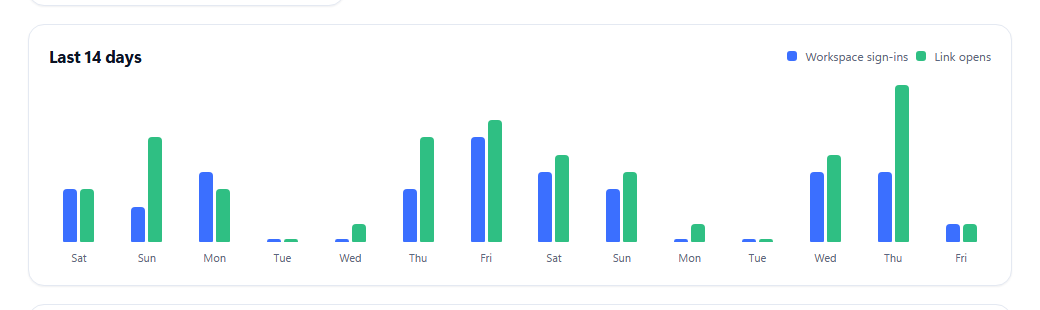 Last 14 days
Workspace sign-ins Link opens
Sat Sun Mon Tue Wed Thu Fri Sat Sun Mon Tue Wed Thu Fri